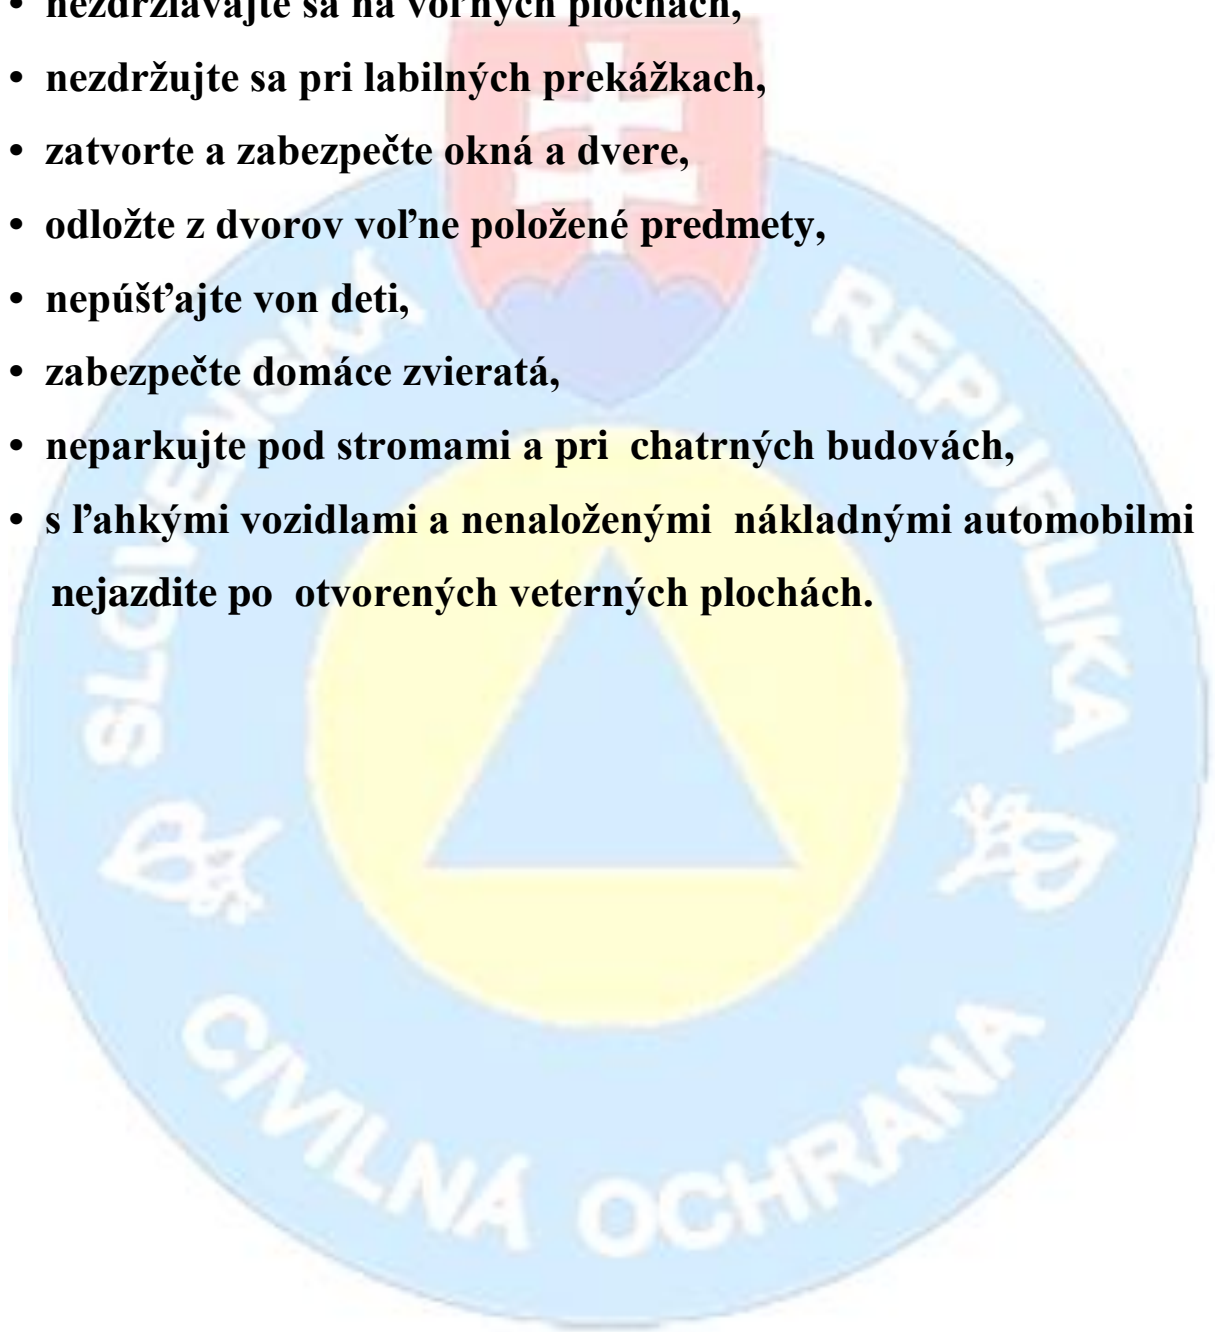 • nezdržiavajte sa na voľných plochách,
• nezdržujte sa pri labilných prekážkach,
• zatvorte a zabezpečte okná a dvere,
• odložte z dvorov voľne položené predmety,
• nepúšťajte von deti,
• zabezpečte domáce zvieratá,
• neparkujte pod stromami a pri chatrných budovách,
• s ľahkými vozidlami a nenaloženými nákladnými automobilmi
nejazdite po otvorených veterných plochách.
SLOVENSKÁ REPUBLIKA
CIVILNÁ OCHRANA